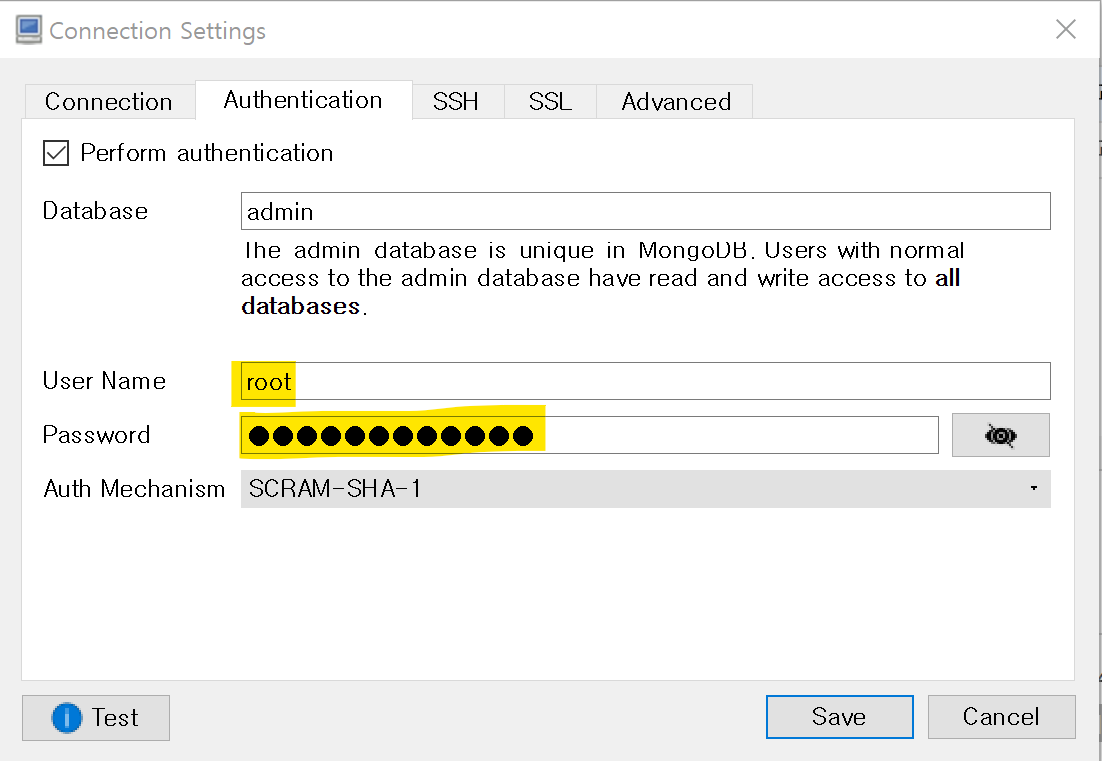 Connection Settings
Connection Authentication SSH SSL Advanced
Perform authentication
Database admin
The admin database is unique in MongoDB. Users with normal
access to the admin database have read and write access to all
databases.
User Name root
Password ●●●●●●●●●●●●
Auth Mechanism SCRAM-SHA-1
Test Save Cancel